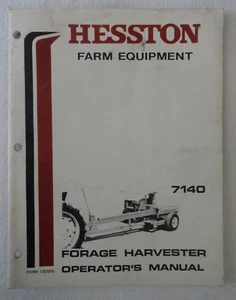 HESSTON
FARM EQUIPMENT
7140
FORAGE HARVESTER
OPERATOR'S MANUAL